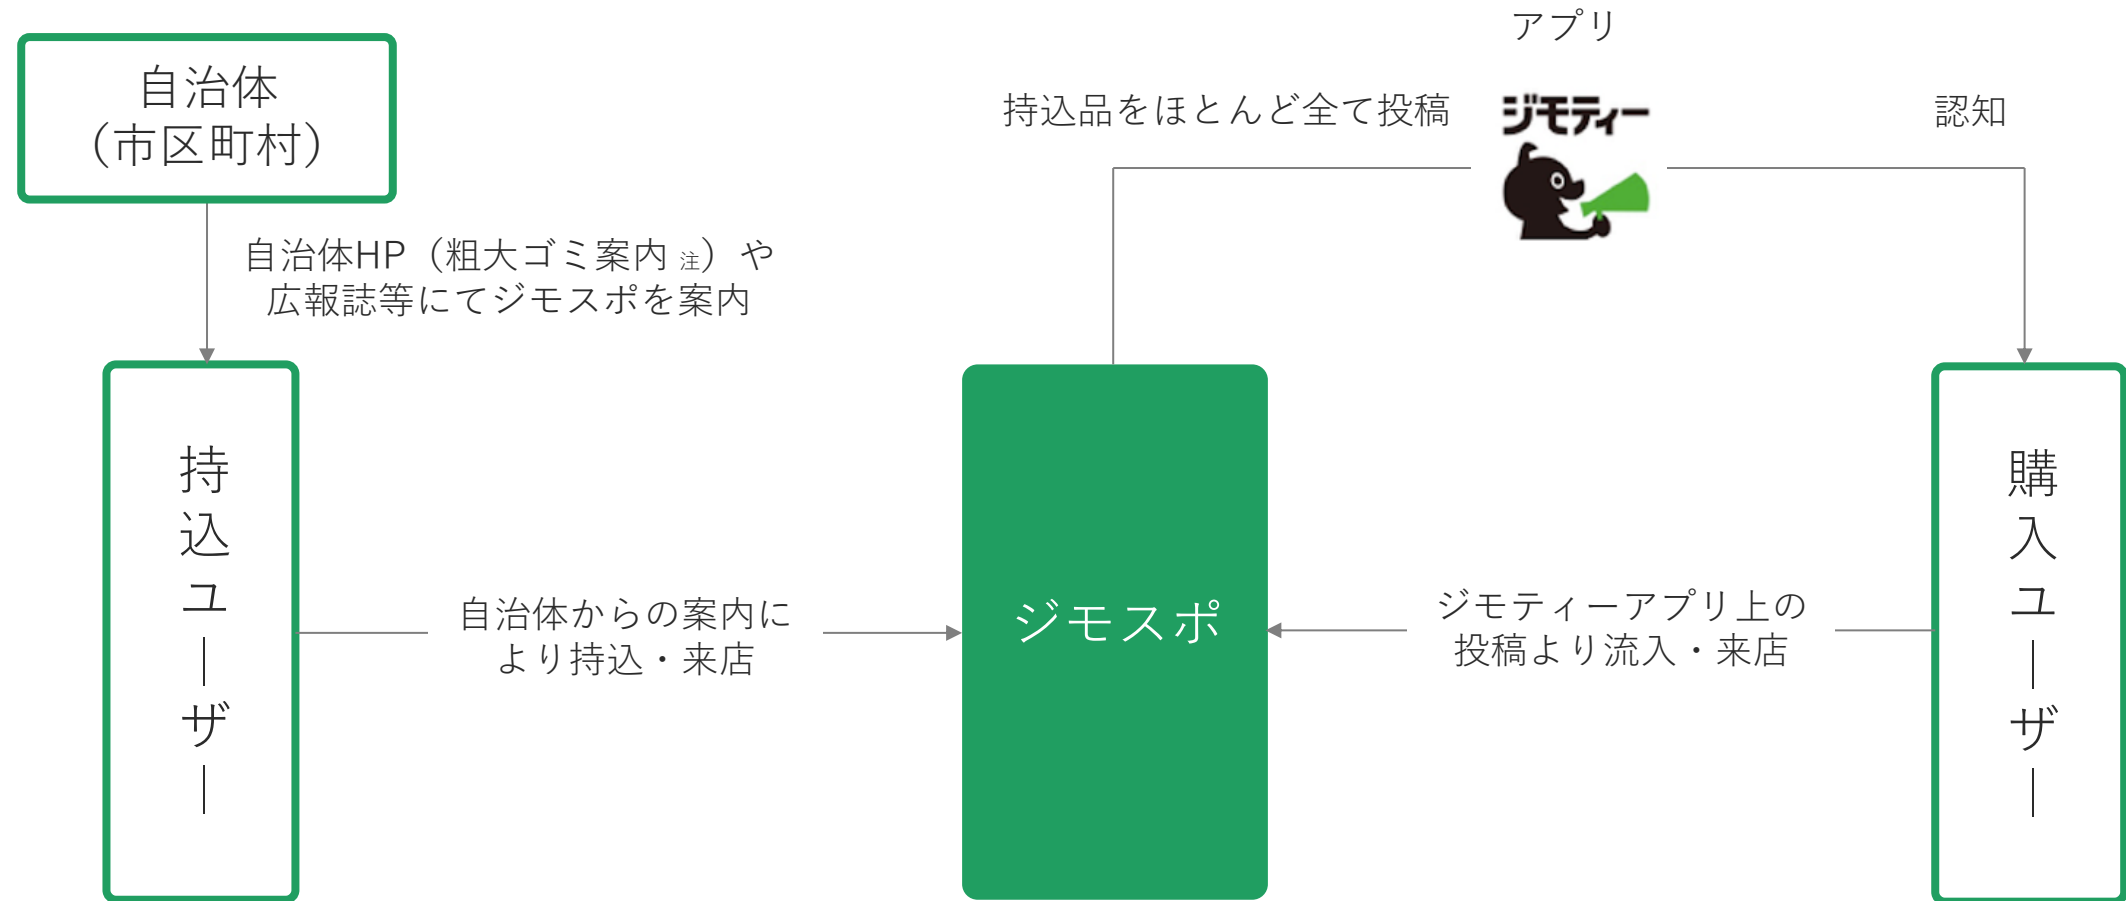 アプリ
自治体
（市区町村）
持込品をほとんど全て投稿
ジモティー
認知
自治体HP（粗大ゴミ案内 注）や
広報誌等にてジモスポを案内
持込ユーザー
自治体からの案内に
より持込・来店
ジモスポ
ジモティーアプリ上の
投稿より流入・来店
購入ユーザー